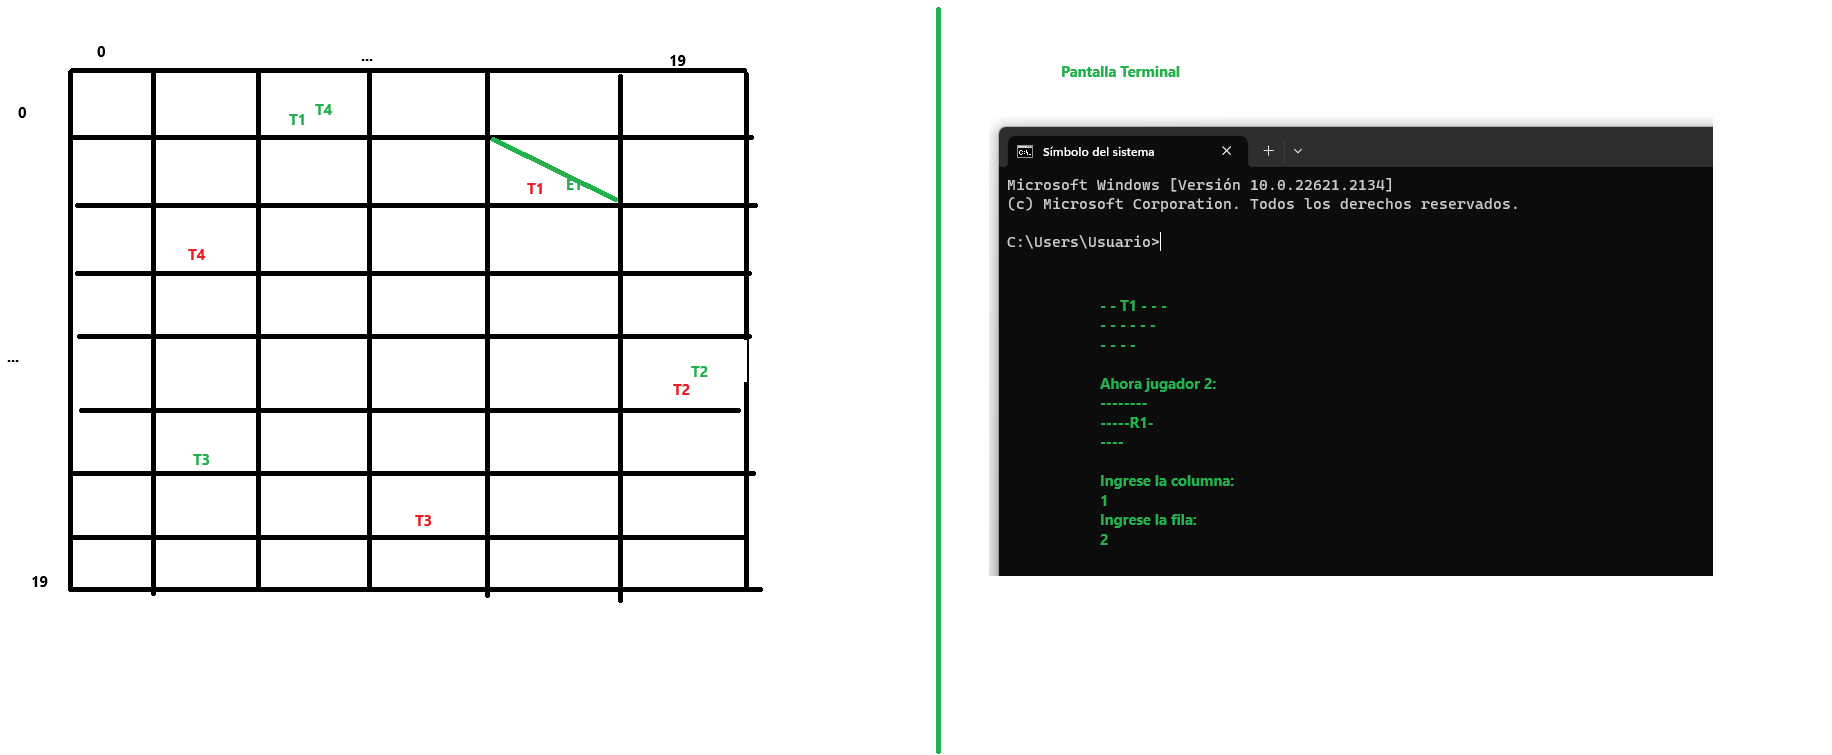 0
...
19
0
T1 T4
T1 E1
T4
...
T2
T2
T3
T3
19
Pantalla Terminal
Símbolo del sistema
Microsoft Windows [Versión 10.0.22621.2134]
(c) Microsoft Corporation. Todos los derechos reservados.
C:\Users\Usuario>
- - T1 - - -
- - - - - -
- - - -
Ahora jugador 2:
--------
-----R1-
----
Ingrese la columna:
1
Ingrese la fila:
2